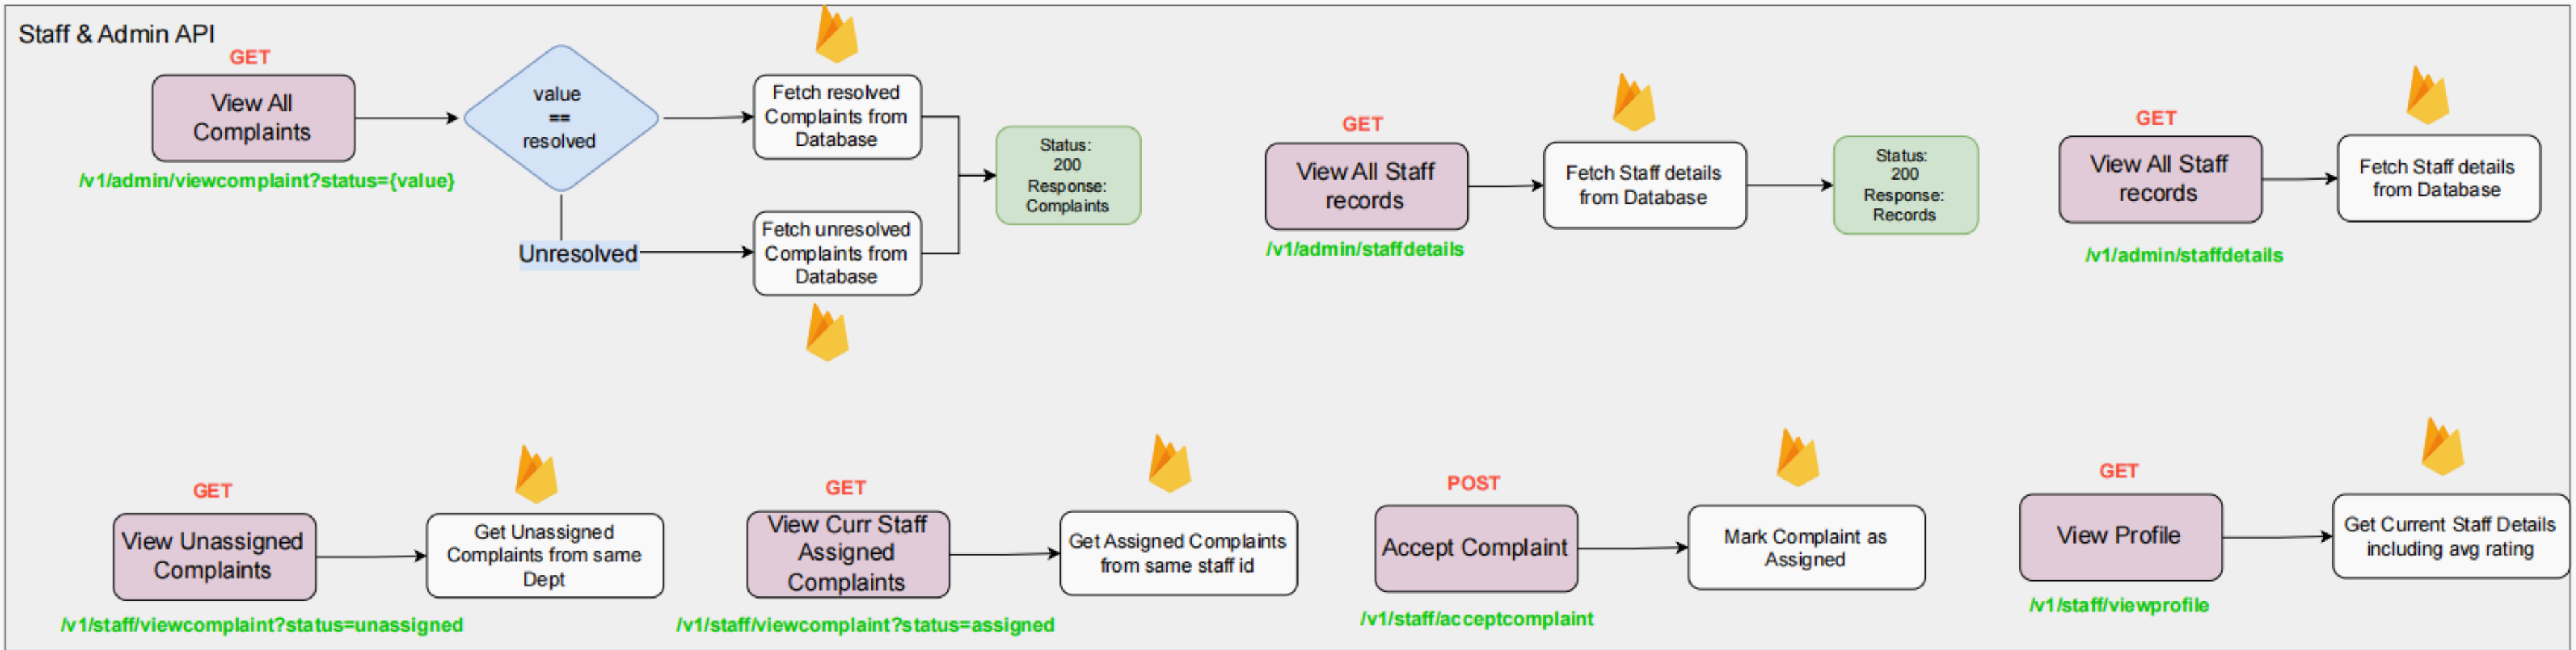 Staff & Admin API
GET
View All
Complaints
/v1/admin/viewcomplaint?status={value}
value
==
resolved
Unresolved
Fetch resolved
Complaints from
Database
Fetch unresolved
Complaints from
Database
Status:
200
Response:
Complaints
GET
View All Staff
records
/v1/admin/staffdetails
Fetch Staff details
from Database
Status:
200
Response:
Records
GET
View All Staff
records
/v1/admin/staffdetails
Fetch Staff details
from Database
GET
View Unassigned
Complaints
/v1/staff/viewcomplaint?status=unassigned
Get Unassigned
Complaints from same
Dept
GET
View Curr Staff
Assigned
Complaints
/v1/staff/viewcomplaint?status=assigned
Get Assigned Complaints
from same staff id
POST
Accept Complaint
/v1/staff/acceptcomplaint
Mark Complaint as
Assigned
GET
View Profile
/v1/staff/viewprofile
Get Current Staff Details
including avg rating